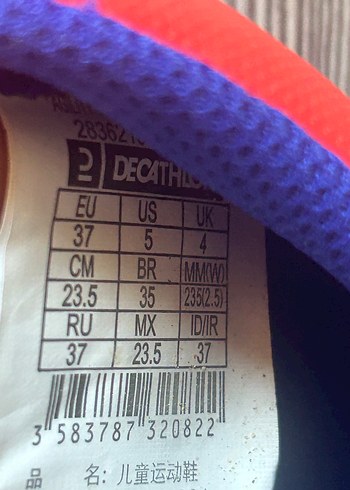 DECATHLON
EU US UK
37 5 4
CM BR MM(W)
23.5 35 235(2.5)
RU MX ID/IR
37 23.5 37
3 583787 320822
品 名: 儿童运动鞋